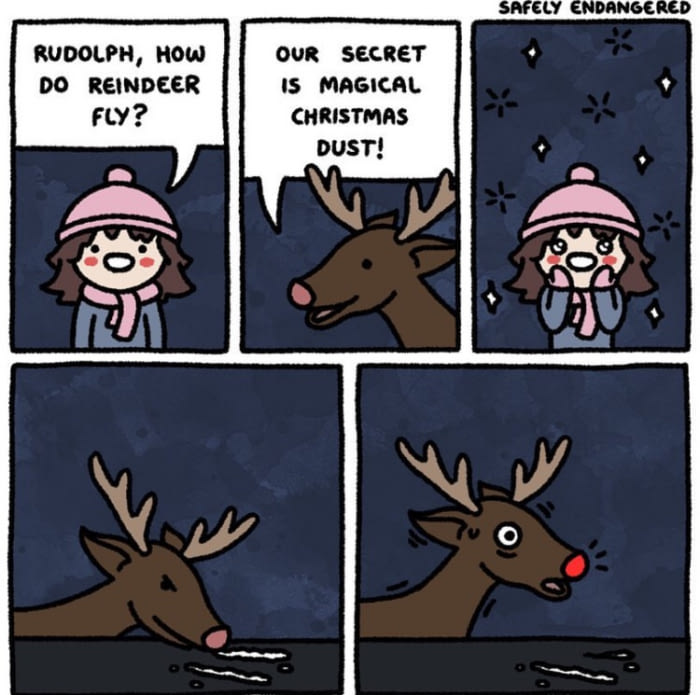 SAFELY ENDANGERED
RUDOLPH, HOW
DO REINDEER
FLY?
OUR SECRET
IS MAGICAL
CHRISTMAS
DUST!